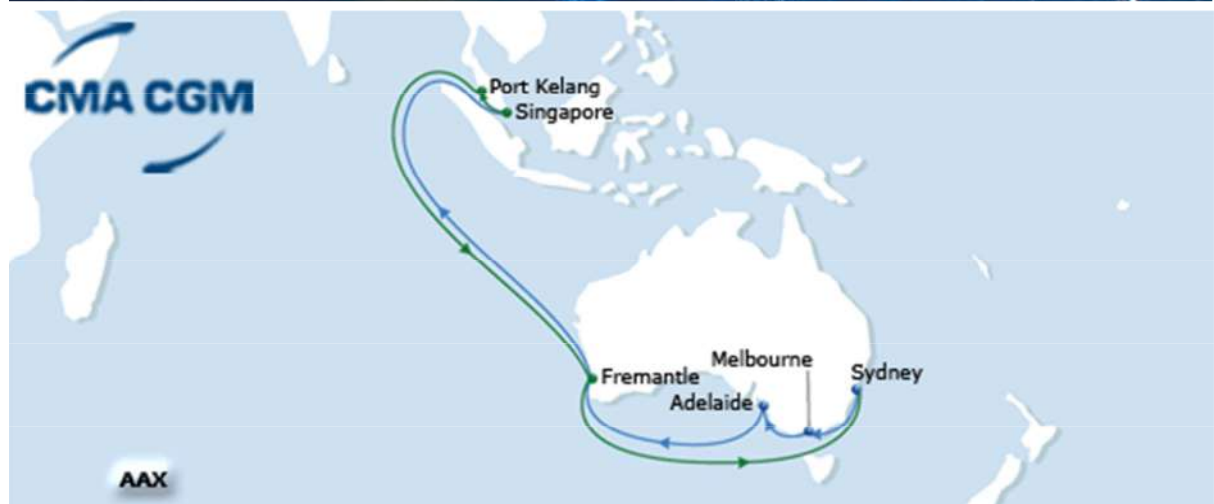 CMA CGM
Port Kelang
Singapore
Melbourne
Fremantle
Sydney
Adelaide
AAX